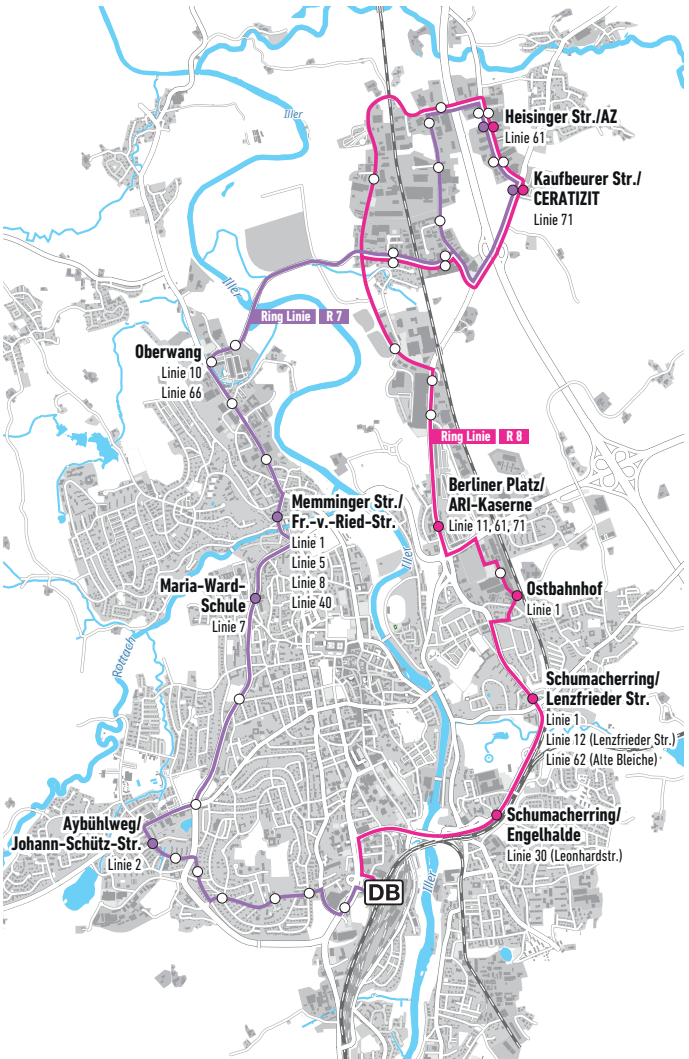 Iller
Heisinger Str./AZ
Linie 61
Kaufbeurer Str./
CERATIZIT
Linie 71
Iller
Ring Linie R 7
Oberwang
Linie 10
Linie 66
Ring Linie R 8
Berliner Platz/
ARI-Kaserne
Linie 11, 61, 71
Memminger Str./
Fr.-v.-Ried-Str.
Linie 1
Linie 5
Linie 8
Linie 40
Iller
Maria-Ward-
Schule
Linie 7
Ostbahnhof
Linie 1
Rottach
Schumacherring/
Lenzfrieder Str.
Linie 1
Linie 12 (Lenzfrieder Str.)
Linie 62 (Alte Bleiche)
Aybühlweg/
Johann-Schütz-Str.
Linie 2
Schumacherring/
Engelhalde
Linie 30 (Leonhardstr.)
DB
Iller